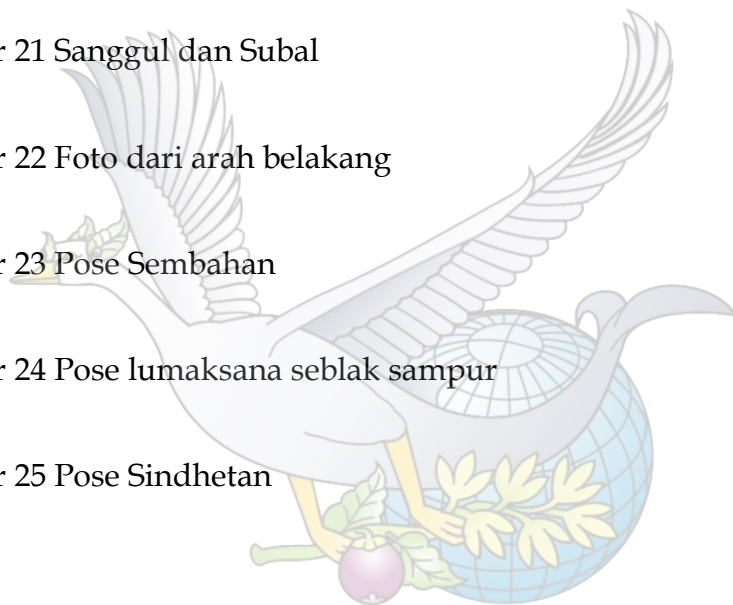 r 21 Sanggul dan Subal
r 22 Foto dari arah belakang
r 23 Pose Sembahan
r 24 Pose lumaksana seblak sampur
r 25 Pose Sindhetan